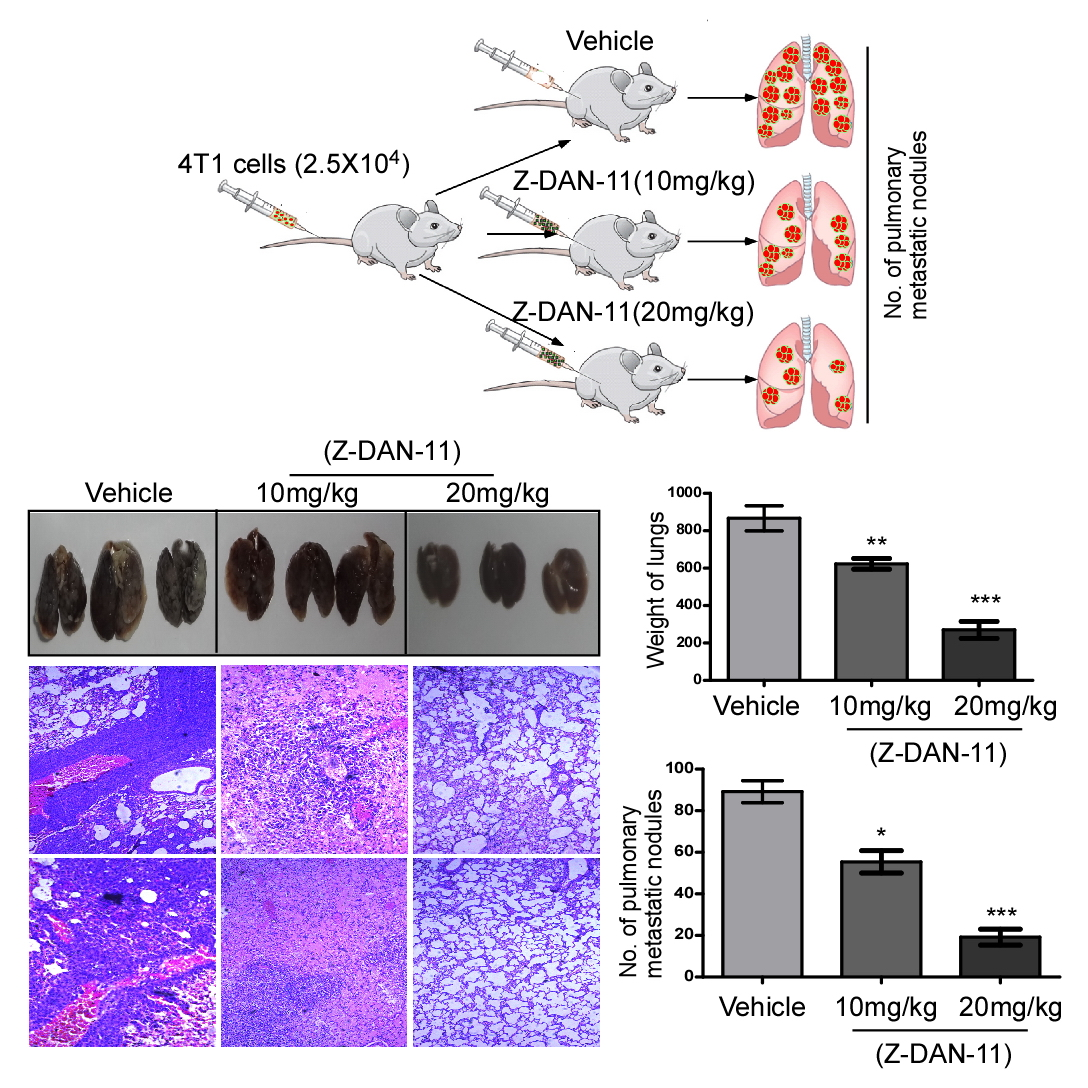 Vehicle
4T1 cells (2.5X10⁴)
Z-DAN-11(10mg/kg)
Z-DAN-11(20mg/kg)
No. of pulmonary
metastatic nodules
(Z-DAN-11)
Vehicle
10mg/kg
20mg/kg
Weight of lungs
1000
800
600
400
200
0
**
***
Vehicle
10mg/kg
20mg/kg
(Z-DAN-11)
No. of pulmonary
metastatic nodules
100
80
60
40
20
0
*
***
Vehicle
10mg/kg
20mg/kg
(Z-DAN-11)